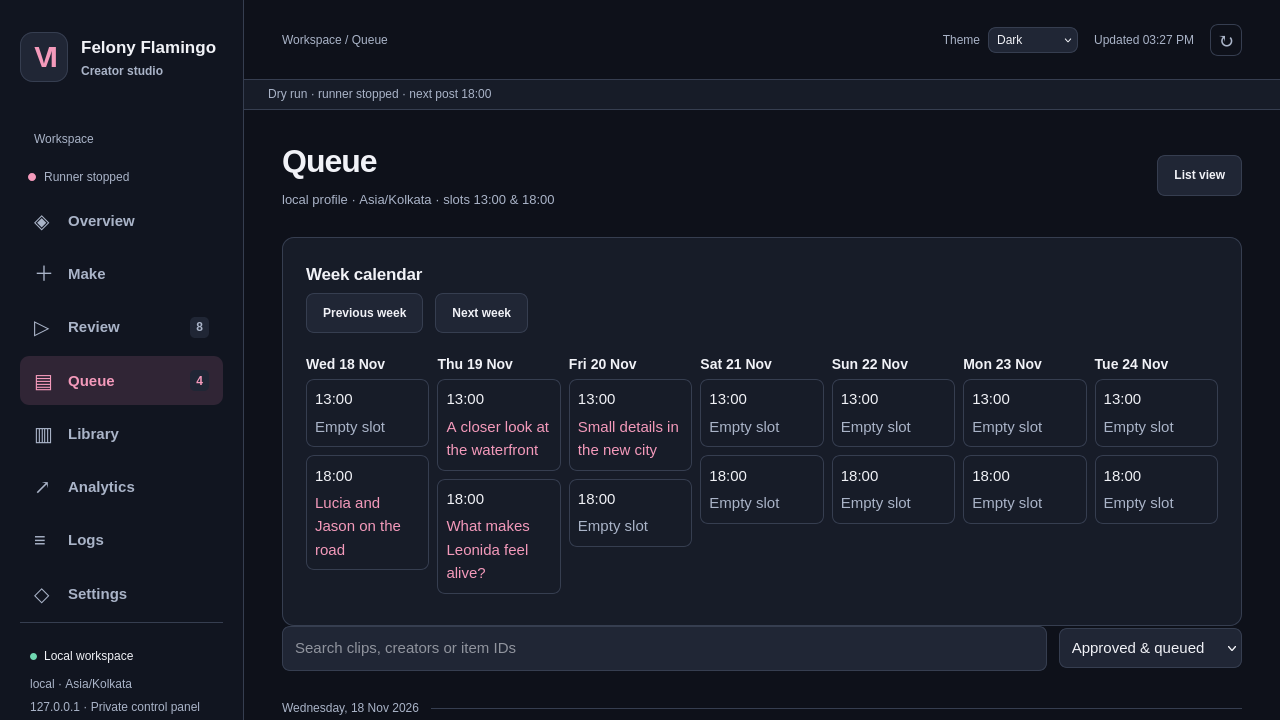 VI
Felony Flamingo
Creator studio
Workspace
Runner stopped
Overview
Make
Review 8
Queue 4
Library
Analytics
Logs
Settings
Local workspace
local · Asia/Kolkata
127.0.0.1 · Private control panel
Workspace / Queue
Theme Dark Updated 03:27 PM
Dry run · runner stopped · next post 18:00
Queue
local profile · Asia/Kolkata · slots 13:00 & 18:00
List view
Week calendar
Previous week Next week
Wed 18 Nov
13:00
Empty slot
18:00
Lucia and
Jason on the
road
Thu 19 Nov
13:00
A closer look at
the waterfront
18:00
What makes
Leonida feel
alive?
Fri 20 Nov
13:00
Small details in
the new city
18:00
Empty slot
Sat 21 Nov
13:00
Empty slot
18:00
Empty slot
Sun 22 Nov
13:00
Empty slot
18:00
Empty slot
Mon 23 Nov
13:00
Empty slot
18:00
Empty slot
Tue 24 Nov
13:00
Empty slot
18:00
Empty slot
Search clips, creators or item IDs
Approved & queued
Wednesday, 18 Nov 2026